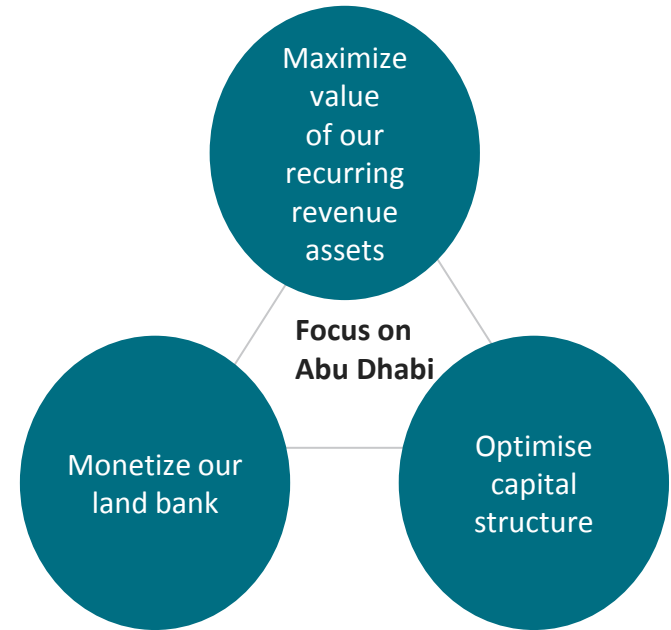 Maximize
value
of our
recurring
revenue
assets
Focus on
Abu Dhabi
Monetize our
land bank
Optimise
capital
structure